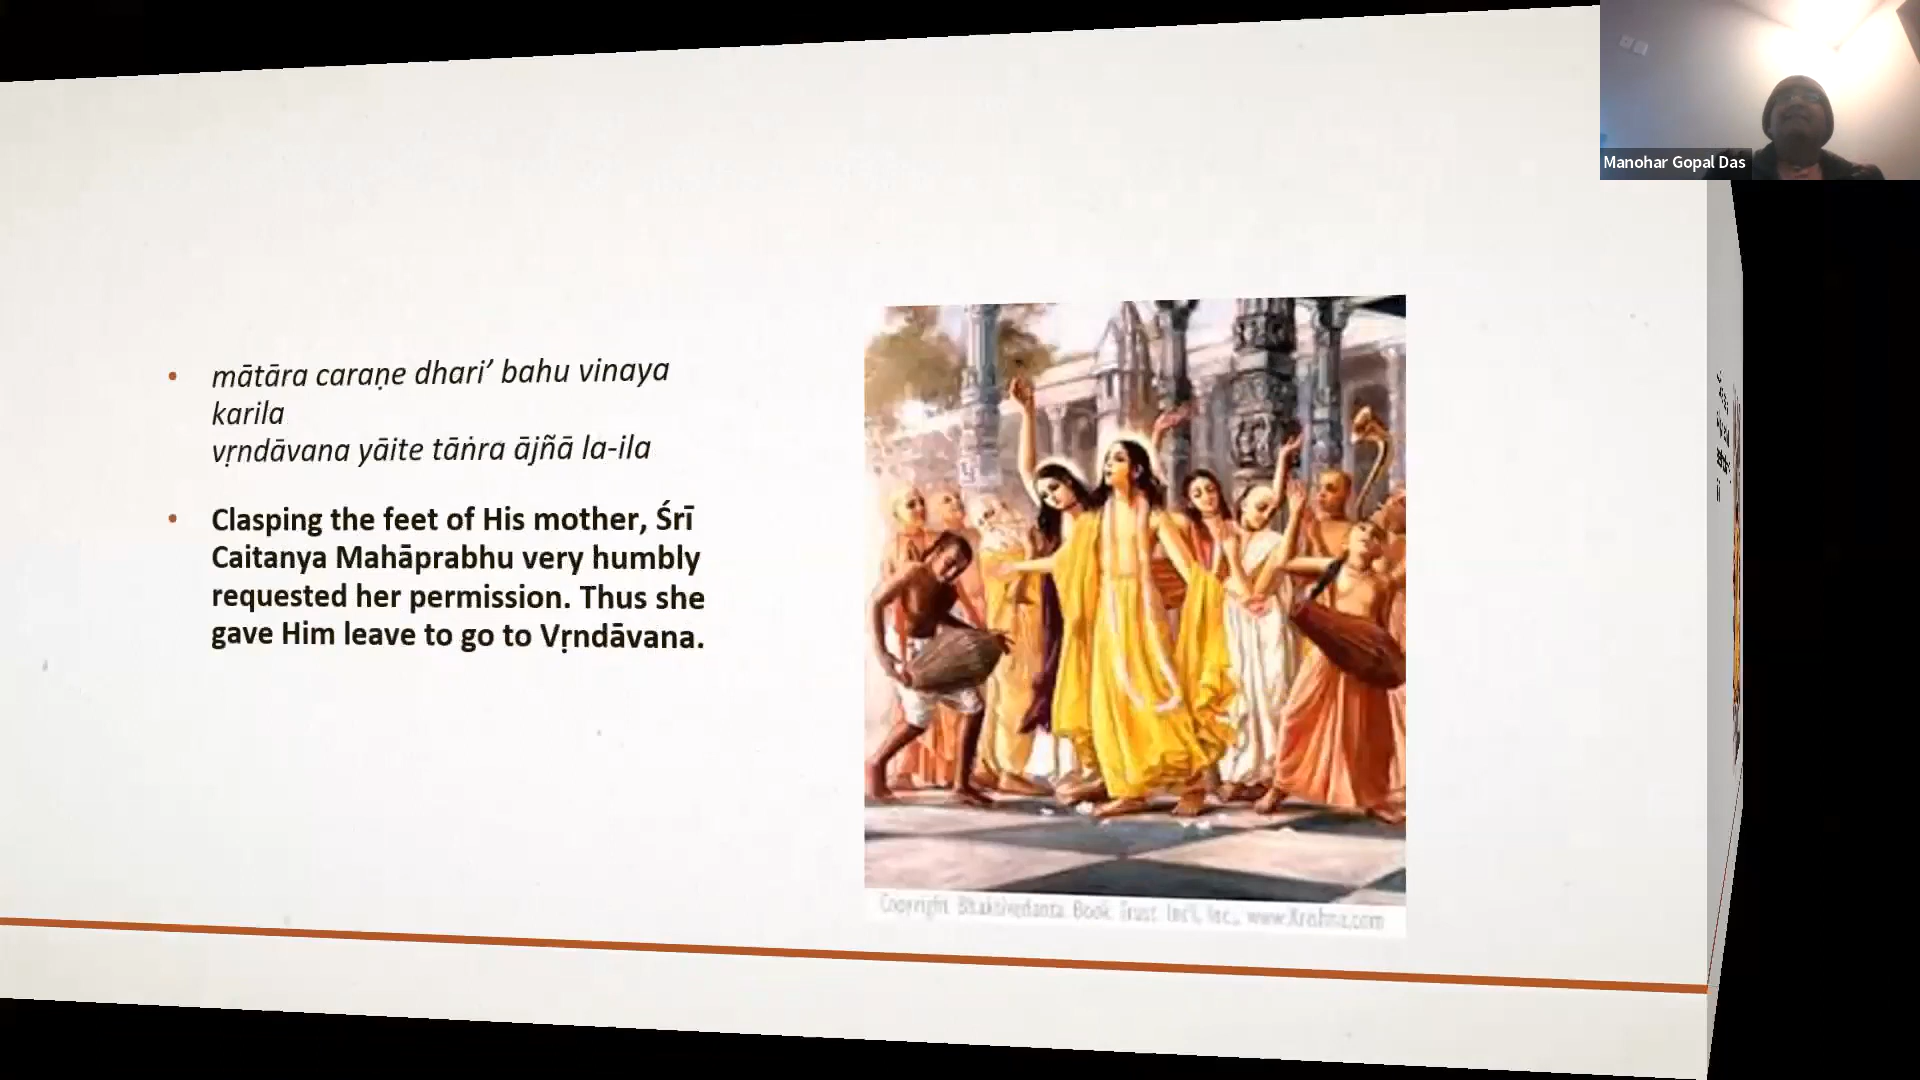 Manohar Gopal Das
• mātāra caraṇe dhari’ bahu vinaya
karila
vṛndāvana yāite tāṅra ājñā la-ila
• Clasping the feet of His mother, Śrī
Caitanya Mahāprabhu very humbly
requested her permission. Thus she
gave Him leave to go to Vṛndāvana.
Copyright Bhaktivedanta Book Trust Int'l, Inc., www.Krishna.com